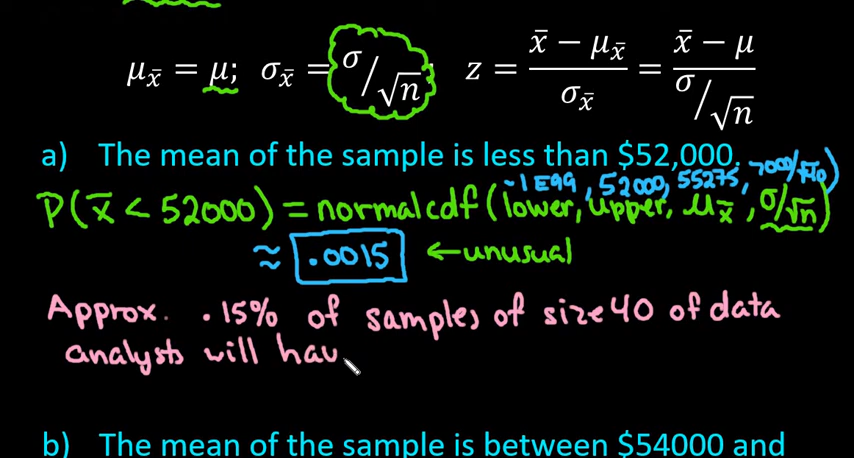 μx̄ = μ; σx̄ = σ/√n z = (x̄ − μx̄)/σx̄ = (x̄ − μ)/(σ/√n)
a) The mean of the sample is less than $52,000.
-1E99, 52000, 55275, 7000/√40)
P(x̄ < 52000) = normalcdf(lower, upper, μx̄, σ/√n)
≈ .0015 ← unusual
Approx. .15% of samples of size 40 of data
analysts will hav
b) The mean of the sample is between $54000 and